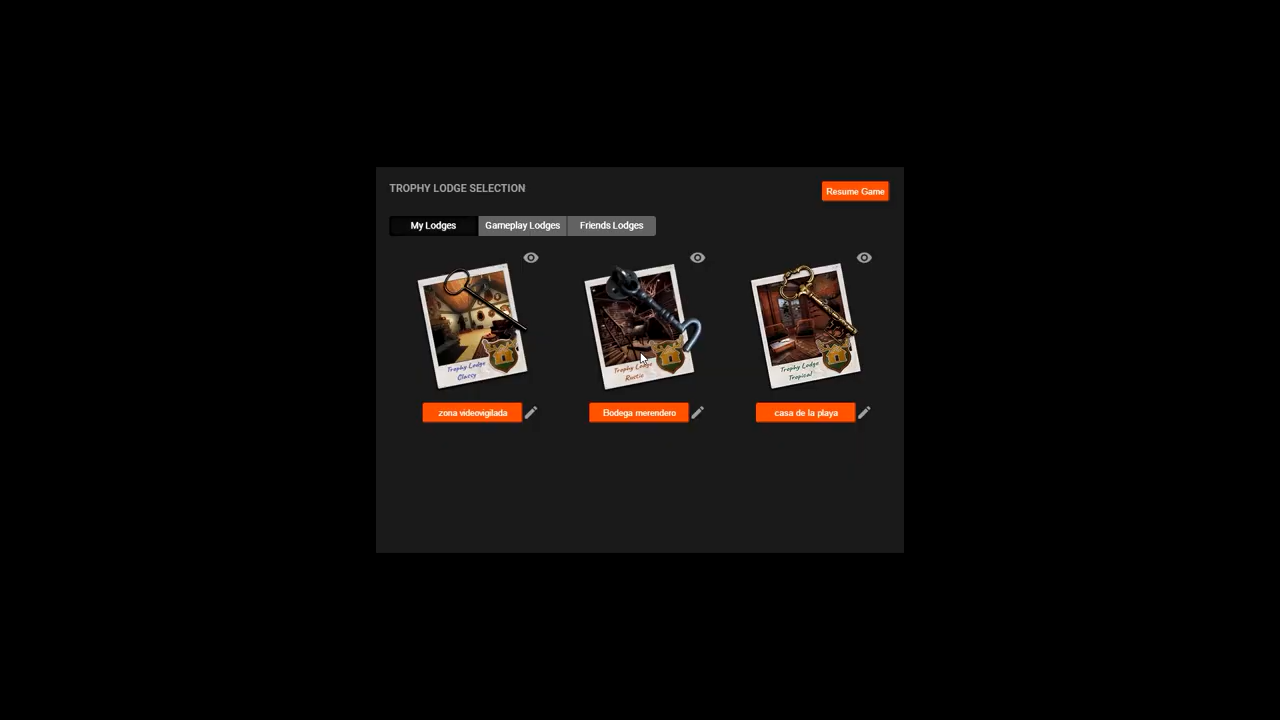 TROPHY LODGE SELECTION
Resume Game
My Lodges
Gameplay Lodges
Friends Lodges
Trophy Lodge
Classy
Trophy Lodge
Rustic
Trophy Lodge
Tropical
zona videovigilada
Bodega merendero
casa de la playa